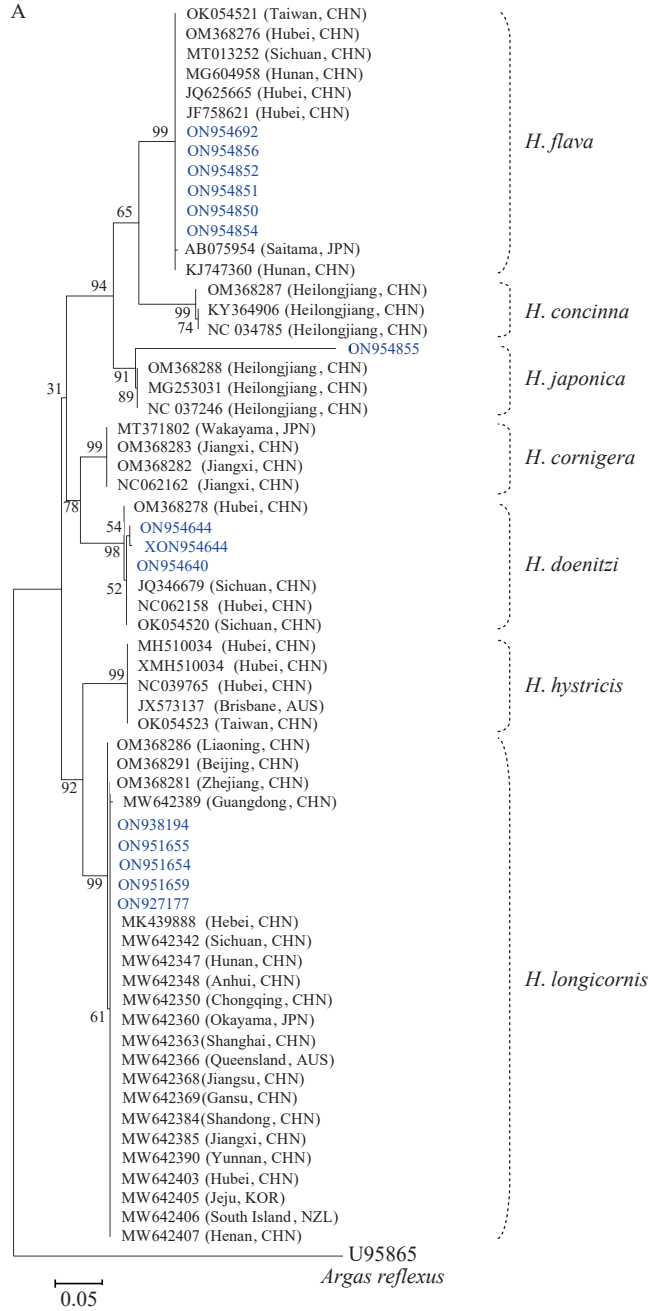 A
OK054521 (Taiwan, CHN)
OM368276 (Hubei, CHN)
MT013252 (Sichuan, CHN)
MG604958 (Hunan, CHN)
JQ625665 (Hubei, CHN)
JF758621 (Hubei, CHN)
99
ON954692
H. flava
ON954856
ON954852
ON954851
65
ON954850
ON954854
AB075954 (Saitama, JPN)
KJ747360 (Hunan, CHN)
94
OM368287 (Heilongjiang, CHN)
99
KY364906 (Heilongjiang, CHN)
H. concinna
74
NC 034785 (Heilongjiang, CHN)
ON954855
91
OM368288 (Heilongjiang, CHN)
H. japonica
31
89
MG253031 (Heilongjiang, CHN)
NC 037246 (Heilongjiang, CHN)
MT371802 (Wakayama, JPN)
99
OM368283 (Jiangxi, CHN)
H. cornigera
OM368282 (Jiangxi, CHN)
NC062162 (Jiangxi, CHN)
78
OM368278 (Hubei, CHN)
54
ON954644
98
XON954644
H. doenitzi
ON954640
52
JQ346679 (Sichuan, CHN)
NC062158 (Hubei, CHN)
OK054520 (Sichuan, CHN)
MH510034 (Hubei, CHN)
XMH510034 (Hubei, CHN)
99
NC039765 (Hubei, CHN)
H. hystricis
JX573137 (Brisbane, AUS)
OK054523 (Taiwan, CHN)
92
OM368286 (Liaoning, CHN)
OM368291 (Beijing, CHN)
OM368281 (Zhejiang, CHN)
MW642389 (Guangdong, CHN)
ON938194
ON951655
ON951654
99
ON951659
ON927177
MK439888 (Hebei, CHN)
MW642342 (Sichuan, CHN)
MW642347 (Hunan, CHN)
MW642348 (Anhui, CHN)
H. longicornis
MW642350 (Chongqing, CHN)
61
MW642360 (Okayama, JPN)
MW642363(Shanghai, CHN)
MW642366 (Queensland, AUS)
MW642368(Jiangsu, CHN)
MW642369(Gansu, CHN)
MW642384(Shandong, CHN)
MW642385 (Jiangxi, CHN)
MW642390 (Yunnan, CHN)
MW642403 (Hubei, CHN)
MW642405 (Jeju, KOR)
MW642406 (South Island, NZL)
MW642407 (Henan, CHN)
U95865
Argas reflexus
0.05